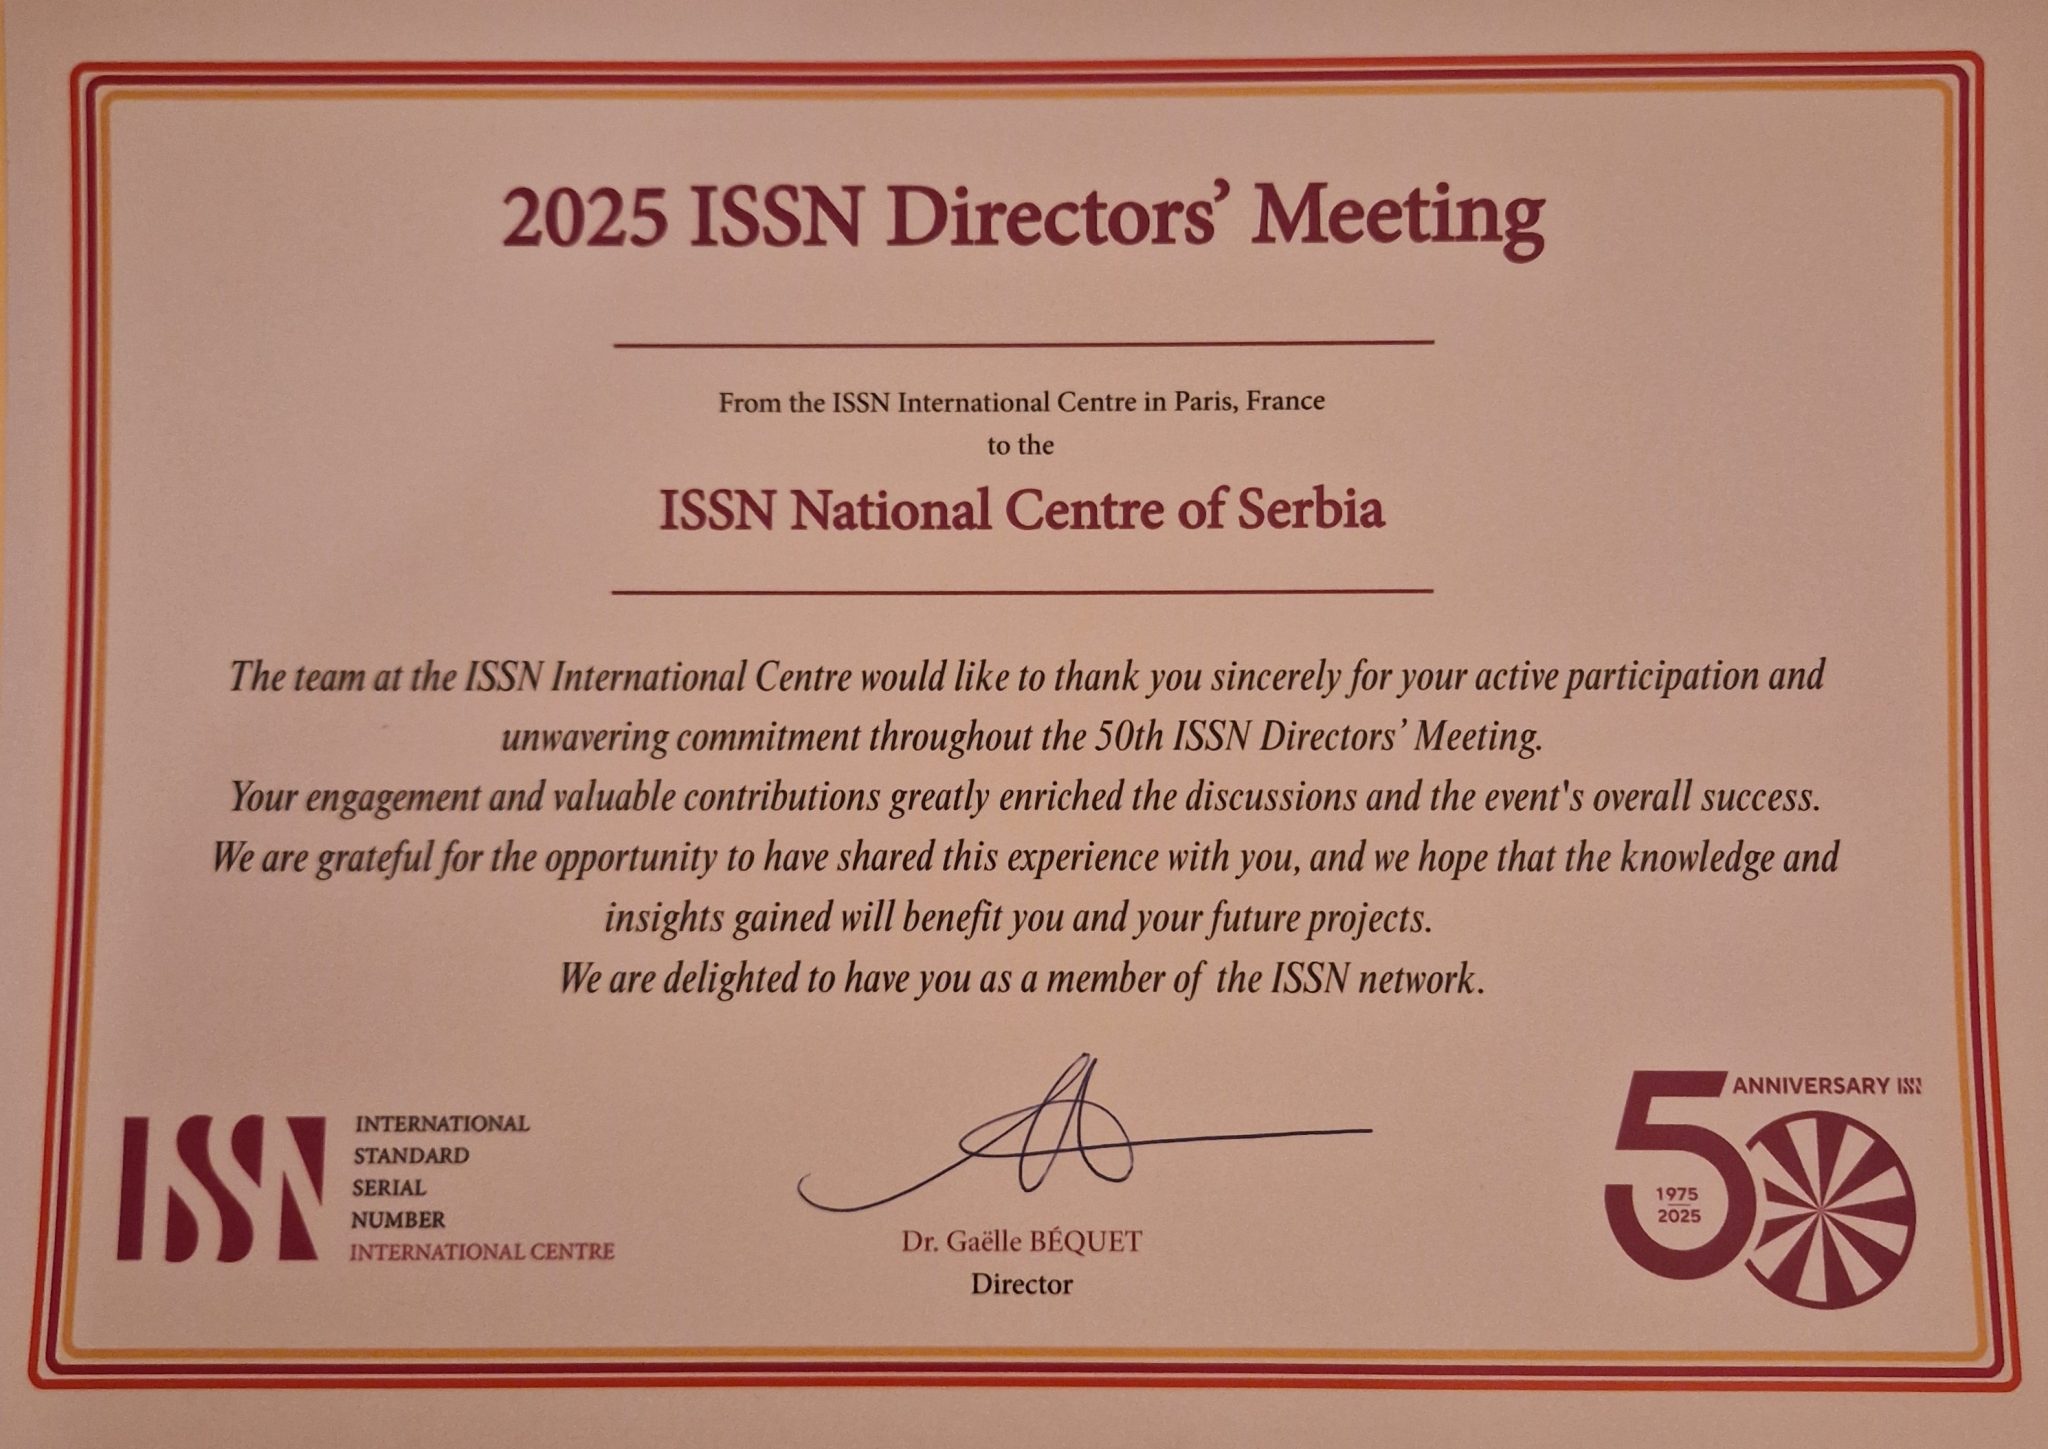 2025 ISSN Directors’ Meeting
From the ISSN International Centre in Paris, France
to the
ISSN National Centre of Serbia
The team at the ISSN International Centre would like to thank you sincerely for your active participation and
unwavering commitment throughout the 50th ISSN Directors’ Meeting.
Your engagement and valuable contributions greatly enriched the discussions and the event's overall success.
We are grateful for the opportunity to have shared this experience with you, and we hope that the knowledge and
insights gained will benefit you and your future projects.
We are delighted to have you as a member of the ISSN network.
ISSN
INTERNATIONAL
STANDARD
SERIAL
NUMBER
INTERNATIONAL CENTRE
Dr. Gaëlle BÉQUET
Director
50
ANNIVERSARY ISSN
1975
2025